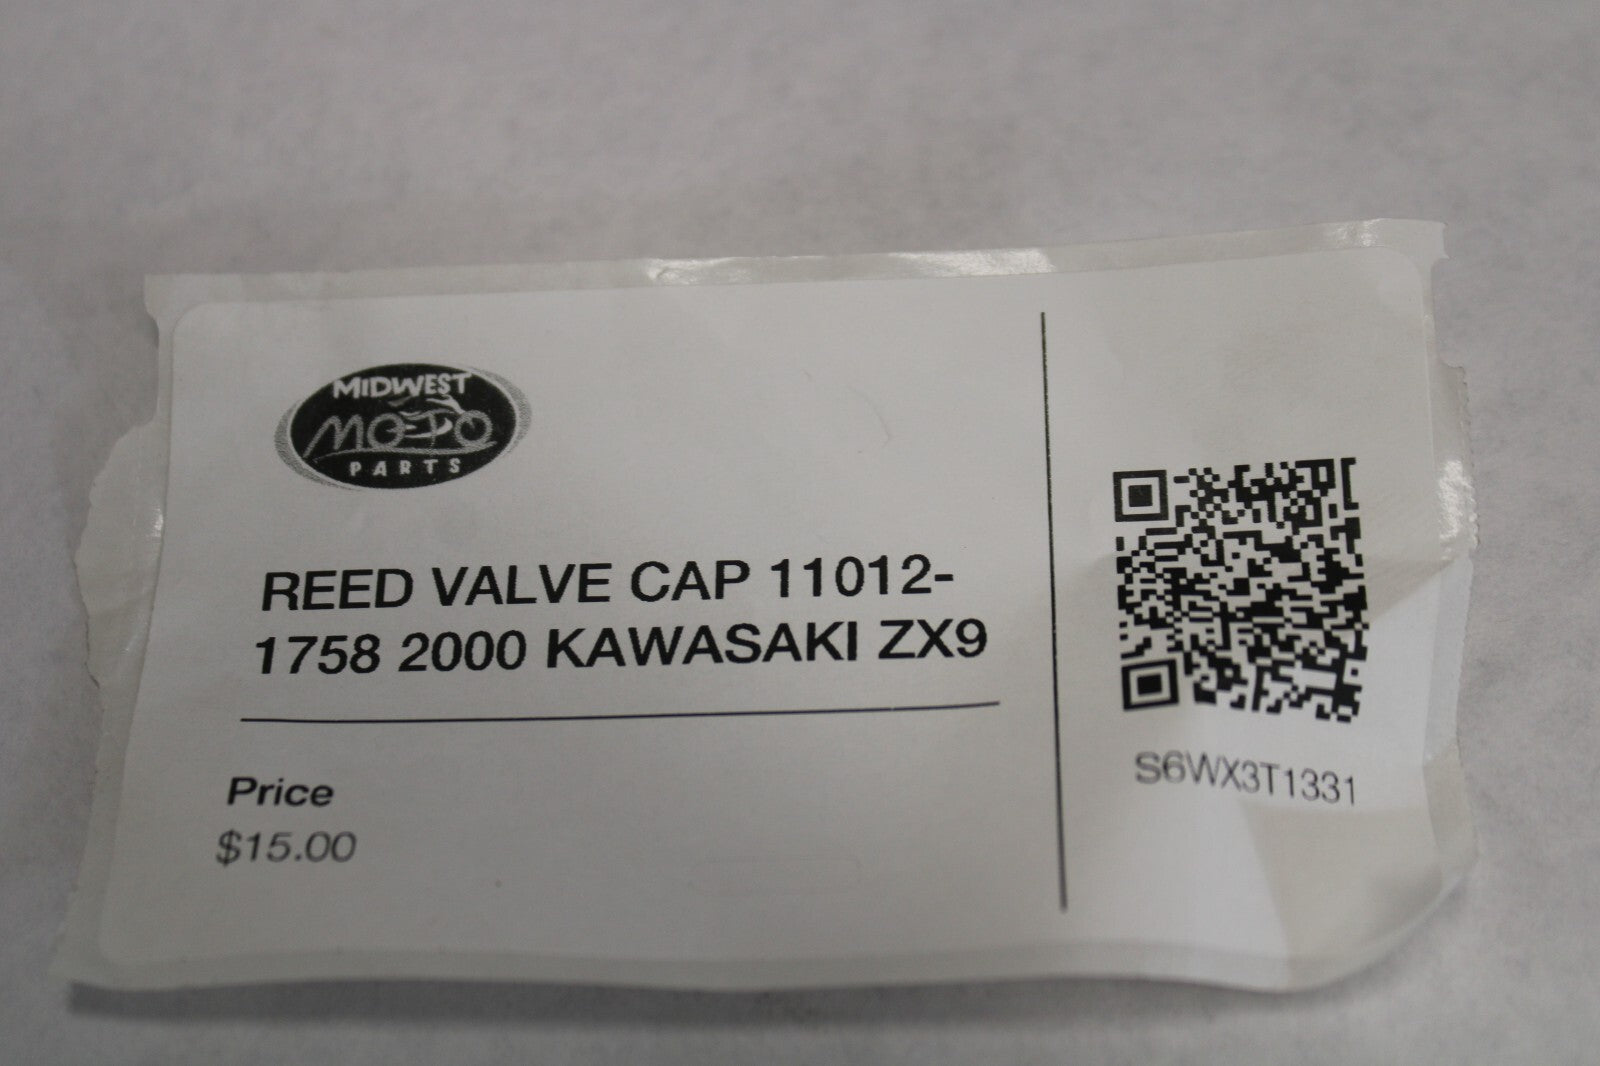 MIDWEST
MOTO
PARTS
REED VALVE CAP 11012-
1758 2000 KAWASAKI ZX9
Price
$15.00
S6WX3T1331